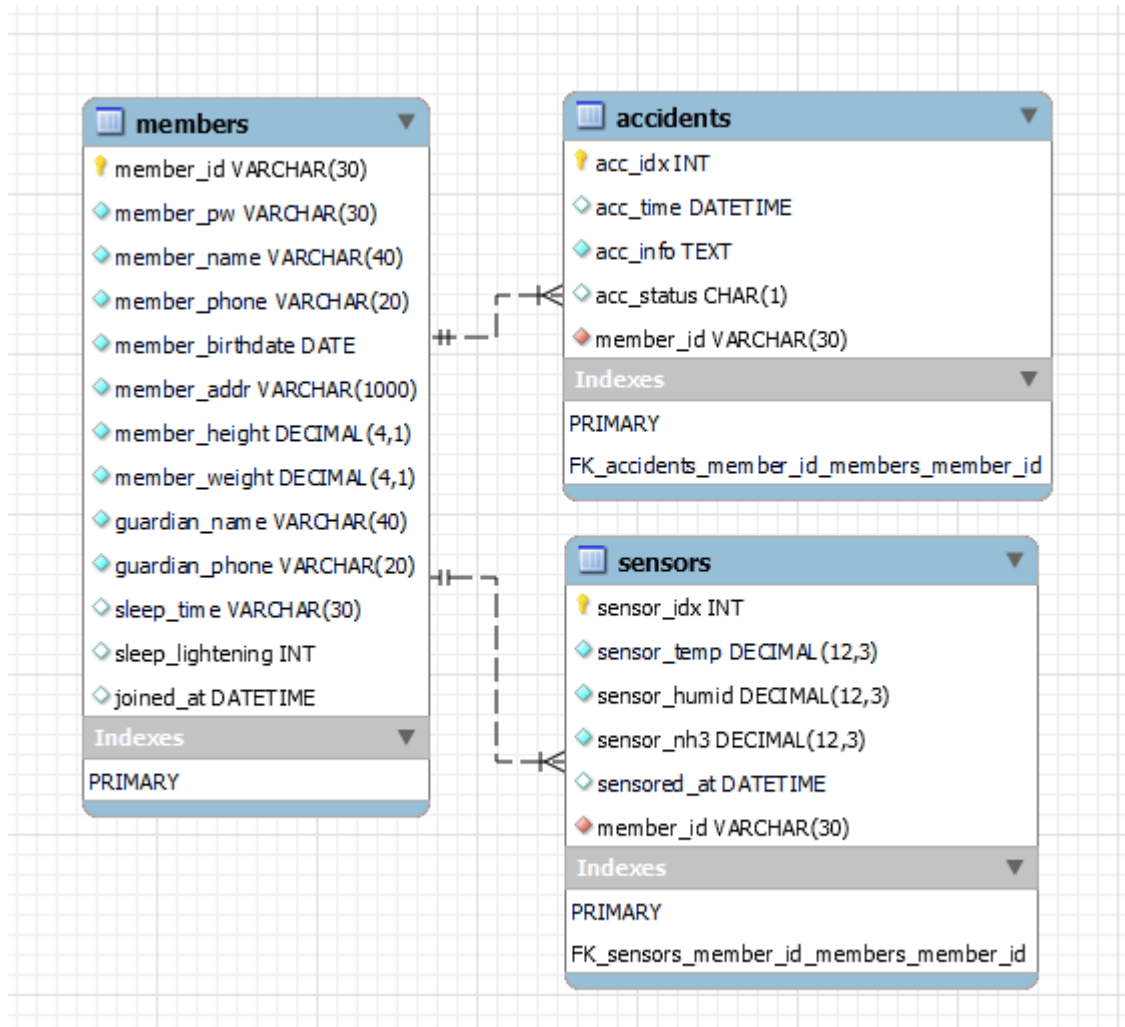 members
member_id VARCHAR(30)
member_pw VARCHAR(30)
member_name VARCHAR(40)
member_phone VARCHAR(20)
member_birthdate DATE
member_addr VARCHAR(1000)
member_height DECIMAL(4,1)
member_weight DECIMAL(4,1)
guardian_name VARCHAR(40)
guardian_phone VARCHAR(20)
sleep_time VARCHAR(30)
sleep_lightening INT
joined_at DATETIME
Indexes
PRIMARY
accidents
acc_idx INT
acc_time DATETIME
acc_info TEXT
acc_status CHAR(1)
member_id VARCHAR(30)
Indexes
PRIMARY
FK_accidents_member_id_members_member_id
sensors
sensor_idx INT
sensor_temp DECIMAL(12,3)
sensor_humid DECIMAL(12,3)
sensor_nh3 DECIMAL(12,3)
sensored_at DATETIME
member_id VARCHAR(30)
Indexes
PRIMARY
FK_sensors_member_id_members_member_id